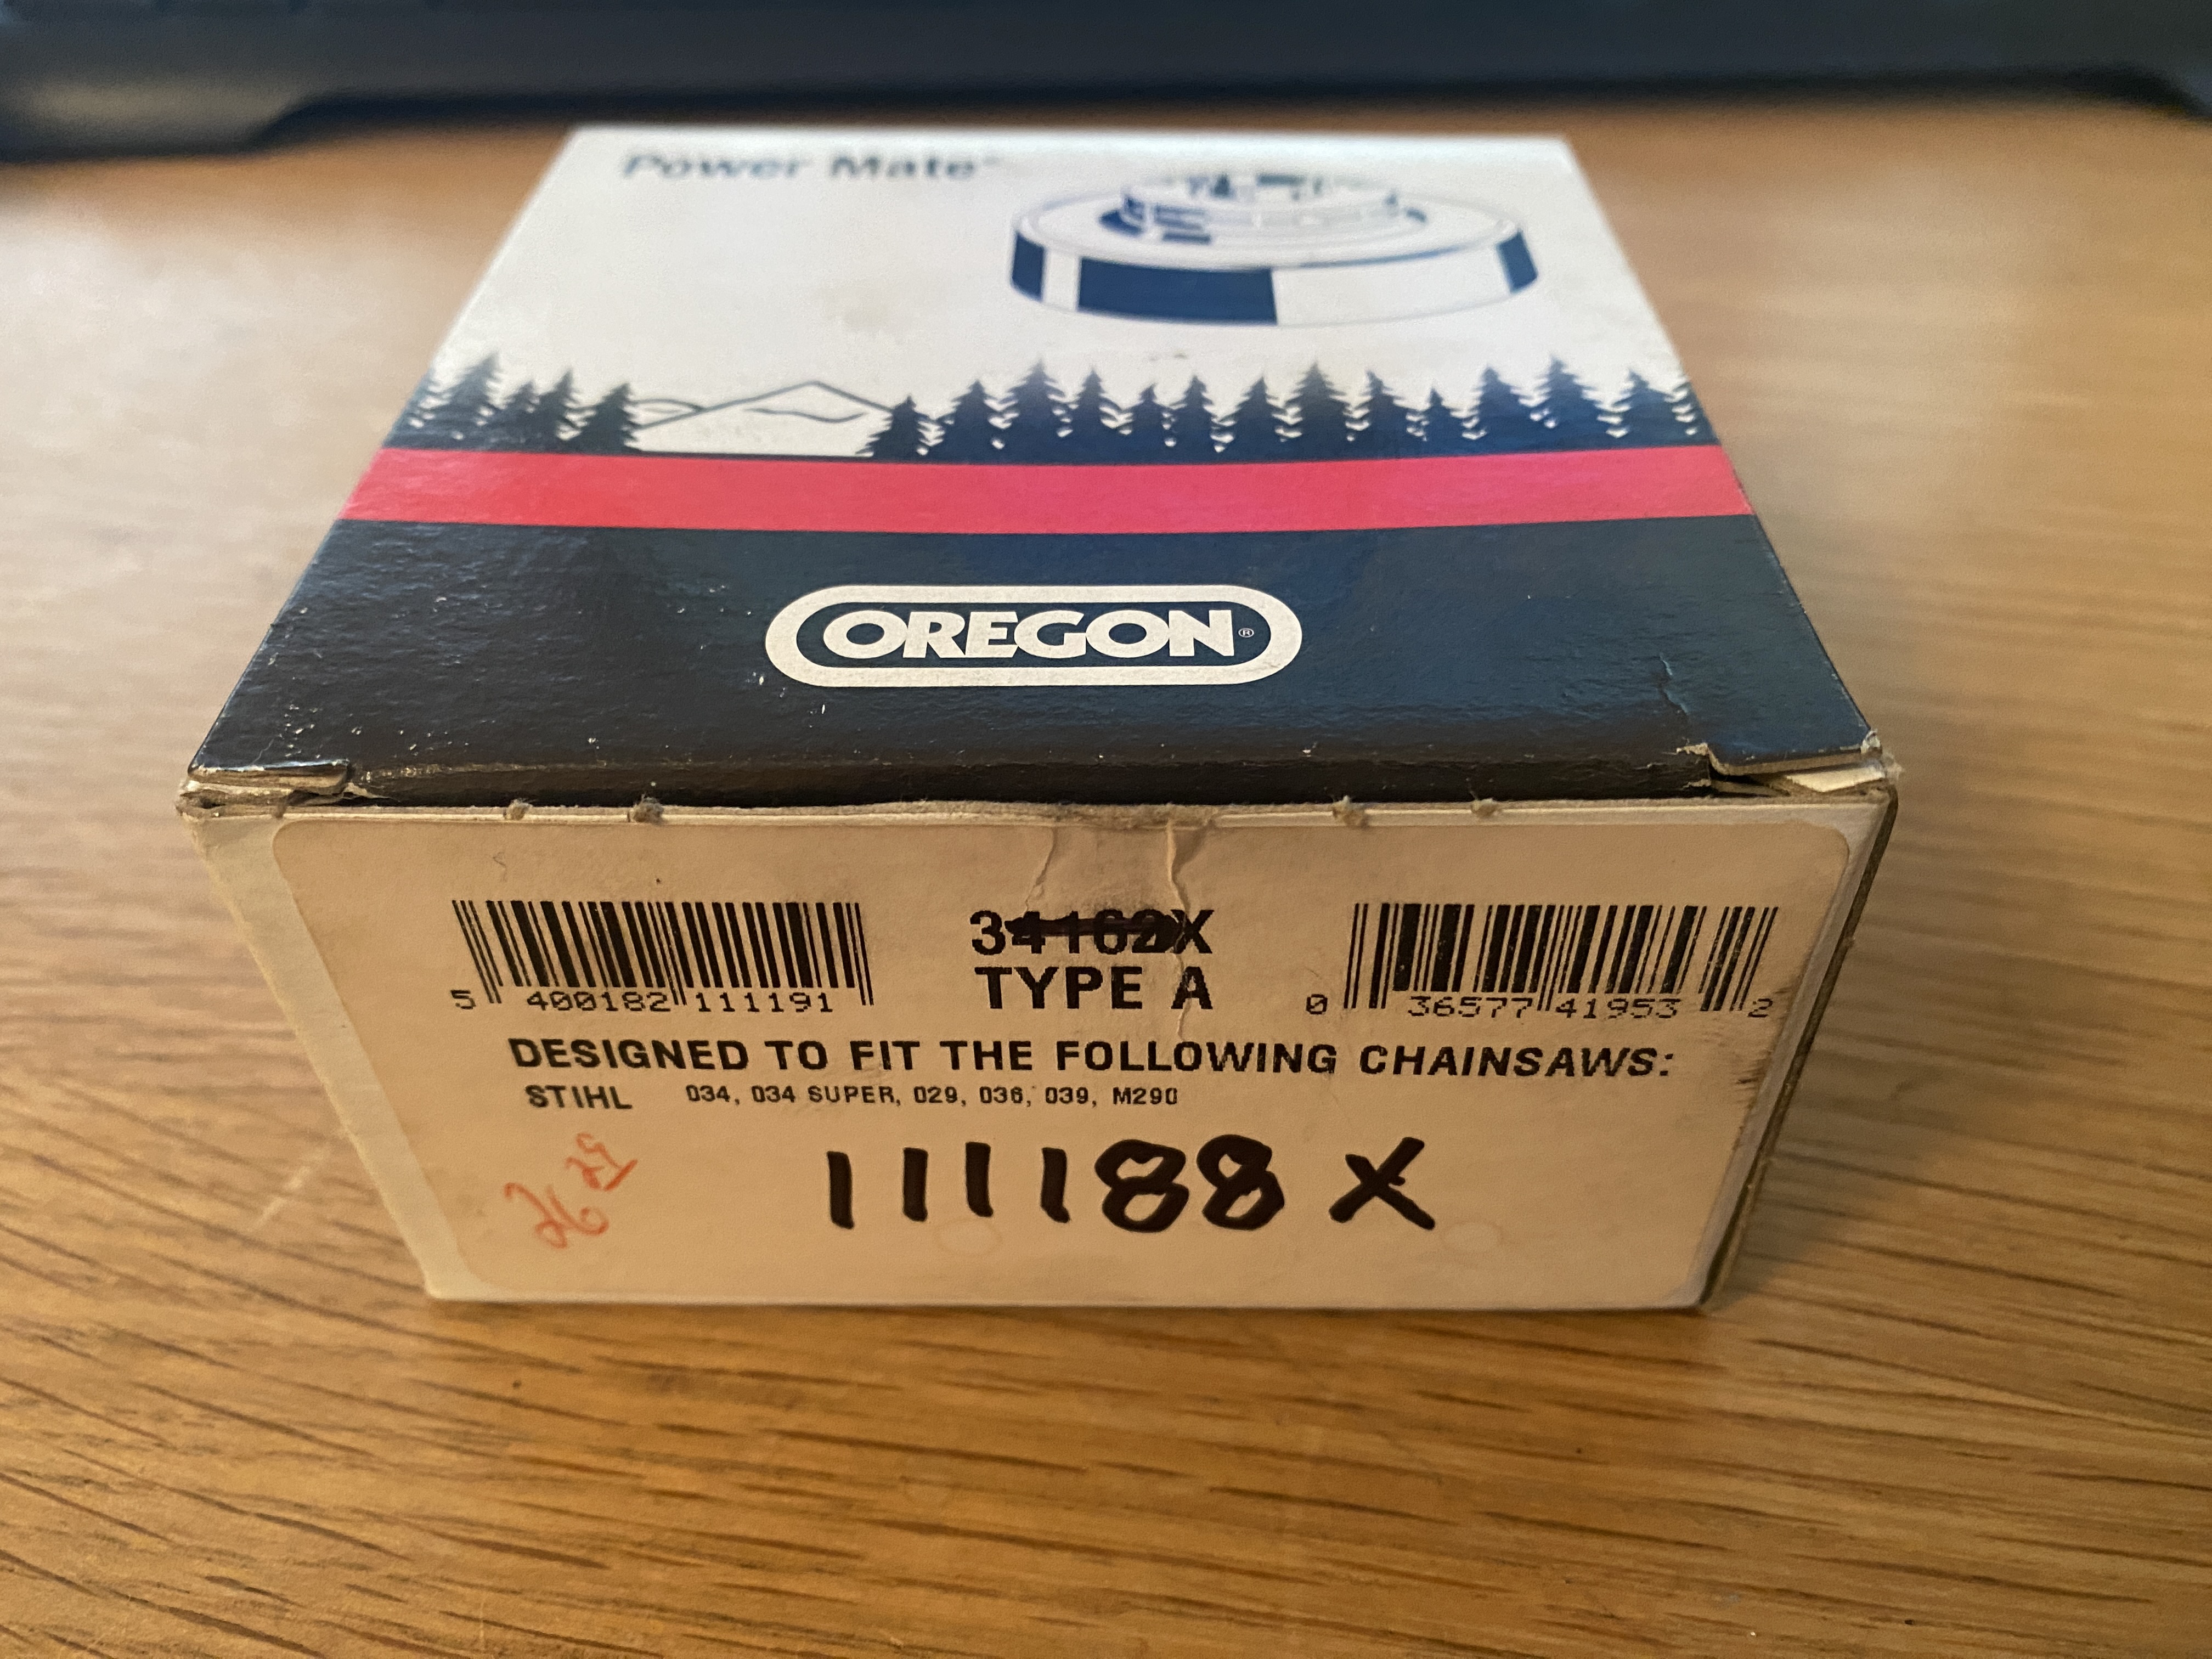 Power Mate™
OREGON®
34162X
TYPE A
5 400182 111191
0 36577 41953 2
DESIGNED TO FIT THE FOLLOWING CHAINSAWS:
STIHL 034, 034 SUPER, 029, 036, 039, M290
111188 X